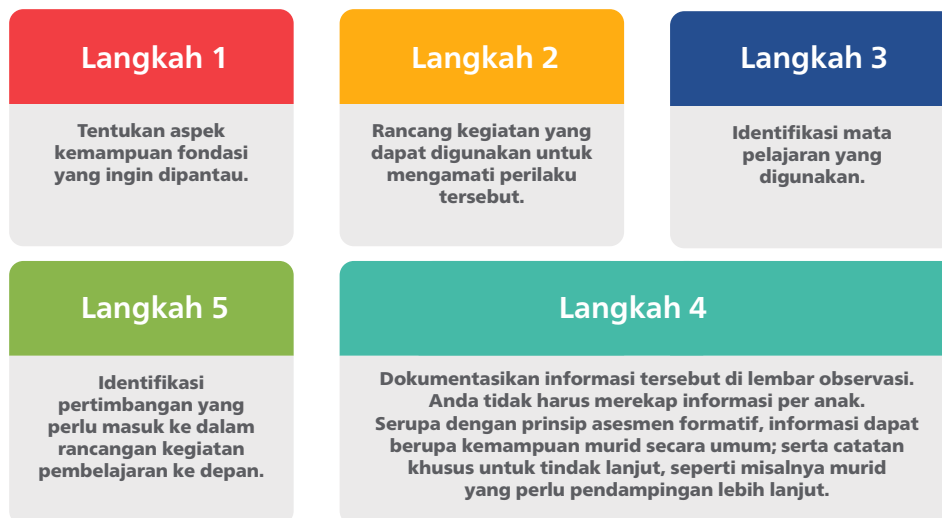 Langkah 1
Tentukan aspek
kemampuan fondasi
yang ingin dipantau.
Langkah 2
Rancang kegiatan yang
dapat digunakan untuk
mengamati perilaku
tersebut.
Langkah 3
Identifikasi mata
pelajaran yang
digunakan.
Langkah 5
Identifikasi
pertimbangan yang
perlu masuk ke dalam
rancangan kegiatan
pembelajaran ke depan.
Langkah 4
Dokumentasikan informasi tersebut di lembar observasi.
Anda tidak harus merekap informasi per anak.
Serupa dengan prinsip asesmen formatif, informasi dapat
berupa kemampuan murid secara umum; serta catatan
khusus untuk tindak lanjut, seperti misalnya murid
yang perlu pendampingan lebih lanjut.